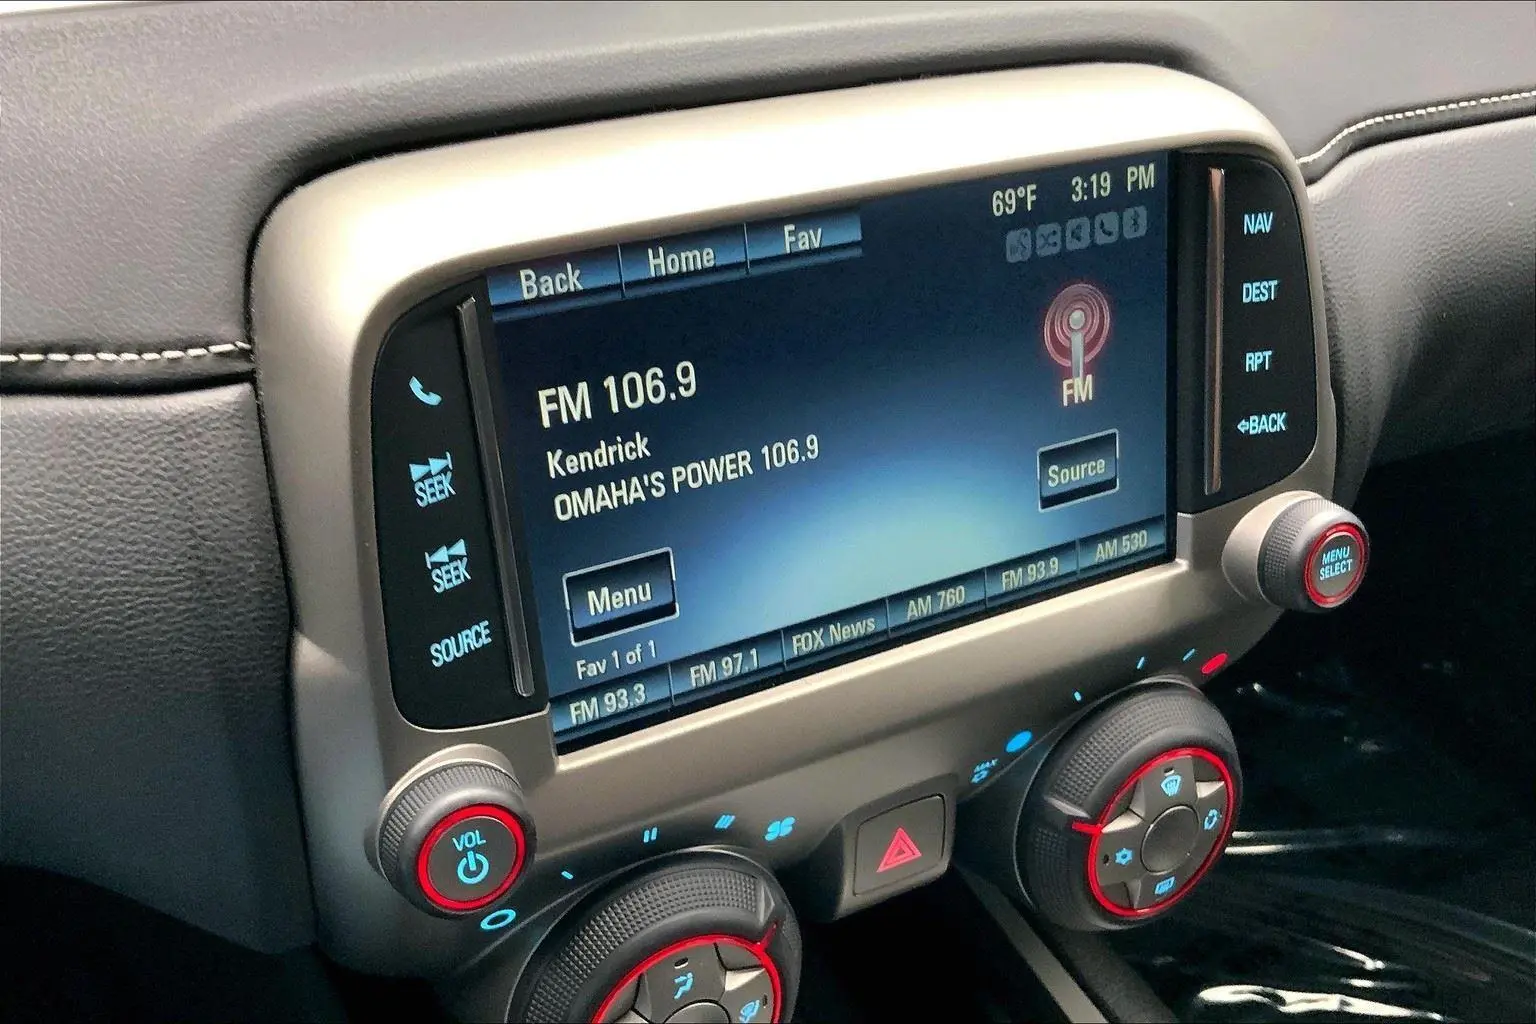 69°F 3:19 PM
Back Home Fav
NAV
DEST
FM 106.9
FM
RPT
Kendrick
BACK
OMAHA'S POWER 106.9
Source
SEEK
SEEK
SOURCE
Menu
MENU
SELECT
Fav 1 of 1
FM 93.3 FM 97.1 FOX News AM 760 FM 93.9 AM 530
VOL
MAX